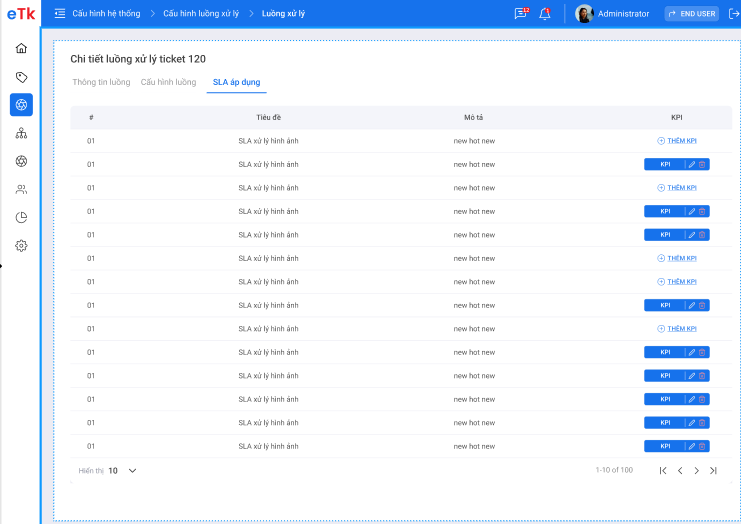 eTk Cấu hình hệ thống > Cấu hình luồng xử lý > Luồng xử lý 12 1 Administrator END USER
Chi tiết luồng xử lý ticket 120
Thông tin luồng Cấu hình luồng SLA áp dụng
# Tiêu đề Mô tả KPI
01 SLA xử lý hình ảnh new hot new THÊM KPI
01 SLA xử lý hình ảnh new hot new KPI
01 SLA xử lý hình ảnh new hot new THÊM KPI
01 SLA xử lý hình ảnh new hot new KPI
01 SLA xử lý hình ảnh new hot new KPI
01 SLA xử lý hình ảnh new hot new THÊM KPI
01 SLA xử lý hình ảnh new hot new THÊM KPI
01 SLA xử lý hình ảnh new hot new KPI
01 SLA xử lý hình ảnh new hot new THÊM KPI
01 SLA xử lý hình ảnh new hot new KPI
01 SLA xử lý hình ảnh new hot new KPI
01 SLA xử lý hình ảnh new hot new KPI
01 SLA xử lý hình ảnh new hot new KPI
01 SLA xử lý hình ảnh new hot new KPI
Hiển thị 10 1-10 of 100